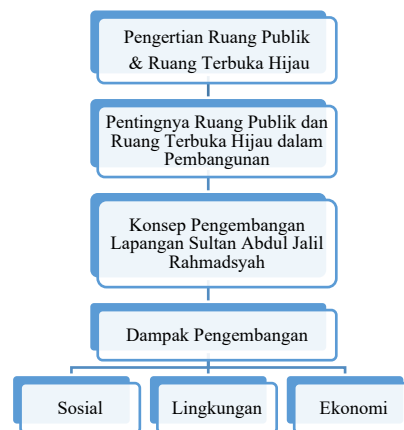 Pengertian Ruang Publik
& Ruang Terbuka Hijau
Pentingnya Ruang Publik dan
Ruang Terbuka Hijau dalam
Pembangunan
Konsep Pengembangan
Lapangan Sultan Abdul Jalil
Rahmadsyah
Dampak Pengembangan
Sosial
Lingkungan
Ekonomi